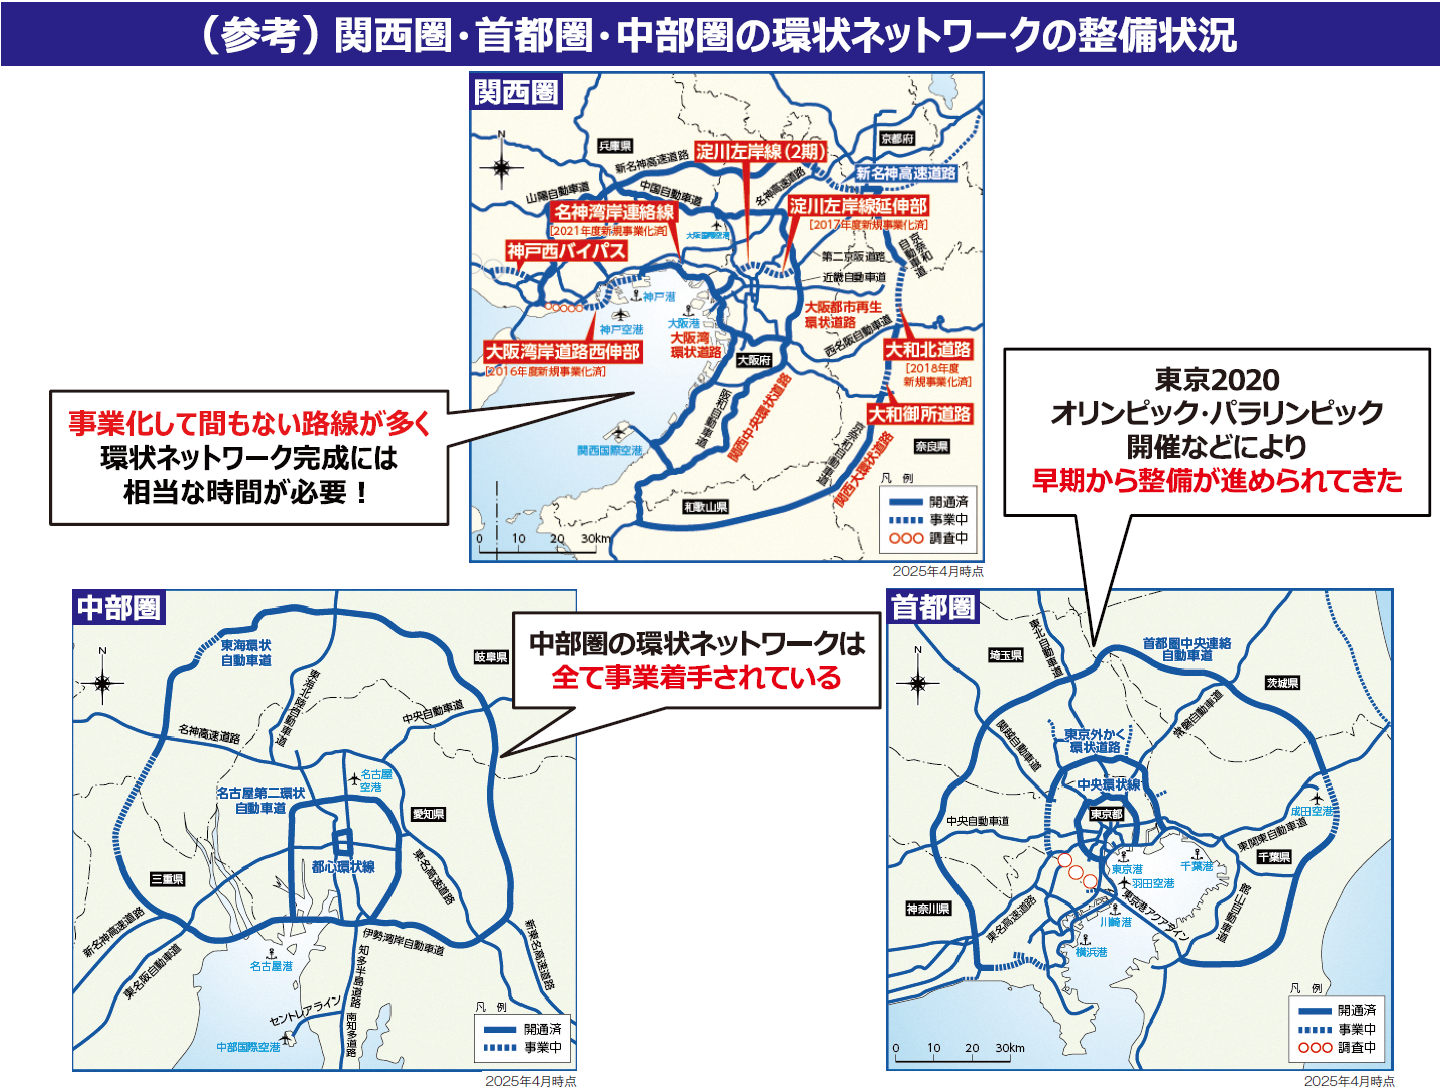 （参考）関西圏・首都圏・中部圏の環状ネットワークの整備状況
関西圏
N
兵庫県
京都府
新名神高速道路
淀川左岸線（2期）
名神高速道路
新名神高速道路
山陽自動車道
中国自動車道
名神湾岸連絡線
［2021年度新規事業化済］
大阪国際空港
淀川左岸線延伸部
［2017年度新規事業化済］
神戸西バイパス
第二京阪道路
近畿自動車道
京奈和自動車道
神戸港
神戸空港
大阪港
大阪湾
環状道路
大阪都市再生
環状道路
西名阪自動車道
大阪湾岸道路西伸部
［2016年度新規事業化済］
大阪府
大和北道路
［2018年度
新規事業化済］
大和御所道路
阪和自動車道
関西中央環状道路
京奈和自動車道
関西大環状道路
奈良県
関西国際空港
和歌山県
凡 例
開通済
事業中
調査中
0 10 20 30km
2025年4月時点
事業化して間もない路線が多く
環状ネットワーク完成には
相当な時間が必要！
東京2020
オリンピック・パラリンピック
開催などにより
早期から整備が進められてきた
中部圏
N
東海環状
自動車道
岐阜県
東海北陸自動車道
中央自動車道
名神高速道路
名古屋
空港
名古屋第二環状
自動車道
愛知県
都心環状線
三重県
東名高速道路
新名神高速道路
東名阪自動車道
伊勢湾岸自動車道
新東名高速道路
名古屋港
知多半島道路
セントレアライン
南知多道路
中部国際空港
凡 例
開通済
事業中
2025年4月時点
中部圏の環状ネットワークは
全て事業着手されている
首都圏
N
埼玉県
東北自動車道
首都圏中央連絡
自動車道
茨城県
関越自動車道
常磐自動車道
東京外かく
環状道路
中央環状線
東京都
中央自動車道
成田空港
東関東自動車道
千葉県
千葉港
東京港
羽田空港
神奈川県
東名高速道路
川崎港
東京港アクアライン
館山自動車道
横浜港
凡 例
開通済
事業中
調査中
0 10 20 30km
2025年4月時点